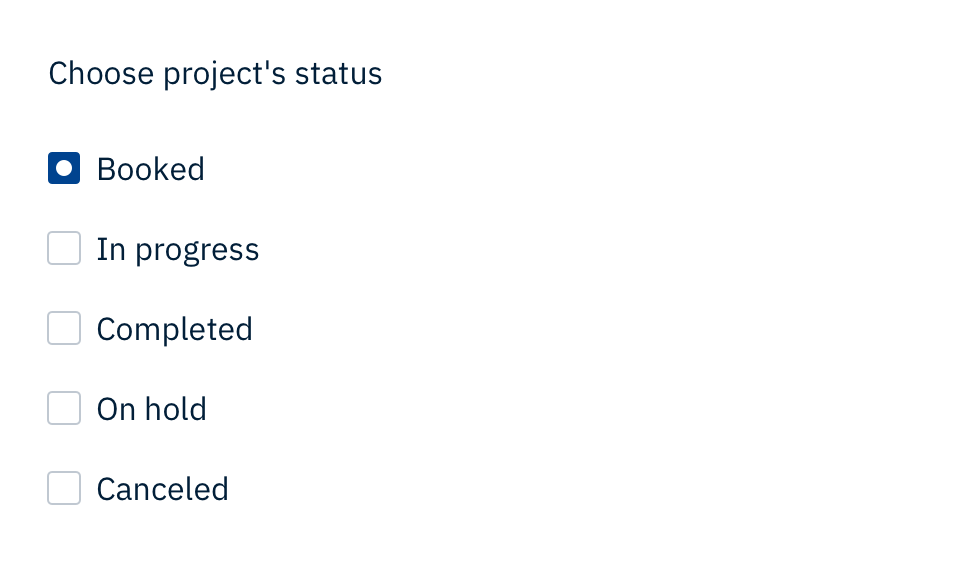 Choose project's status
Booked
In progress
Completed
On hold
Canceled